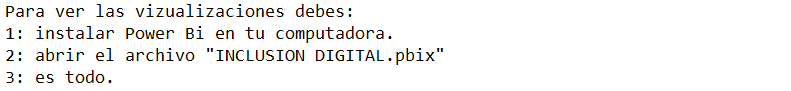 Para ver las vizualizaciones debes:
1: instalar Power Bi en tu computadora.
2: abrir el archivo "INCLUSION DIGITAL.pbix"
3: es todo.